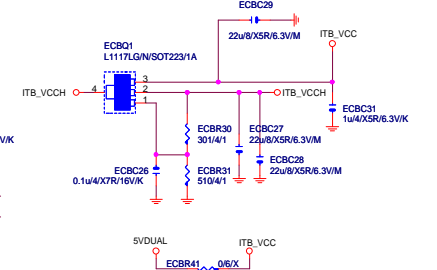 ECBC29
22u/8/X5R/6.3V/M
ITB_VCC
ECBQ1
L1117LG/N/SOT223/1A
3
ITB_VCCH
4
2
ITB_VCCH
1
ECBC31
1u/4/X5R/6.3V/K
ECBR30
301/4/1
ECBC27
22u/8/X5R/6.3V/M
V/K
ECBC26
0.1u/4/X7R/16V/K
ECBR31
510/4/1
ECBC28
22u/8/X5R/6.3V/M
5VDUAL
ITB_VCC
ECBR41
0/6/X